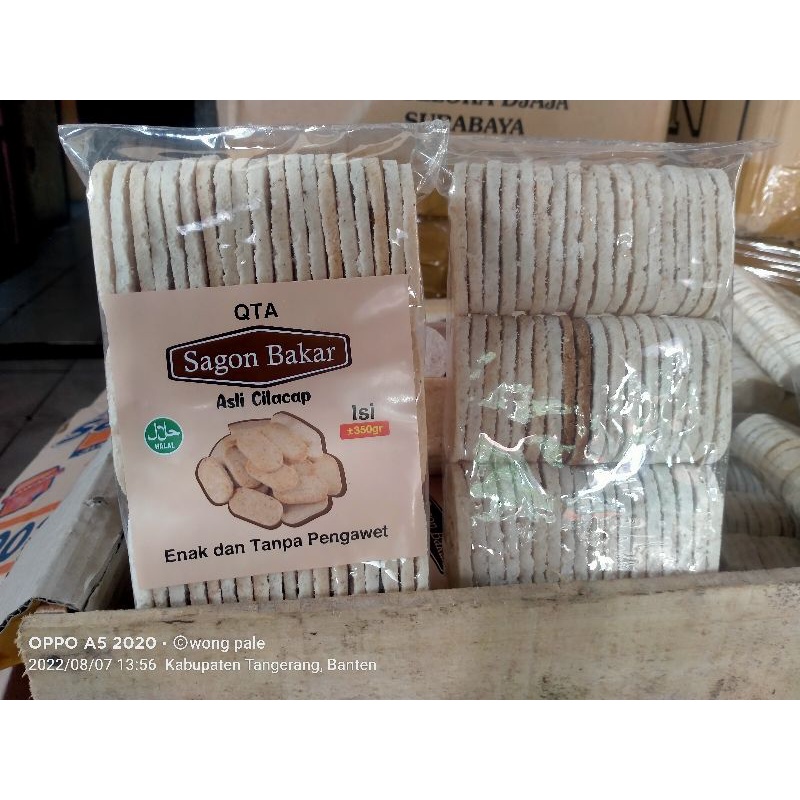 SURABAYA
QTA
Sagon Bakar
Asli Cilacap
Isi
±350gr
حلال
HALAL
Enak dan Tanpa Pengawet
OPPO A5 2020 · ©wong pale
2022/08/07 13:56 Kabupaten Tangerang, Banten